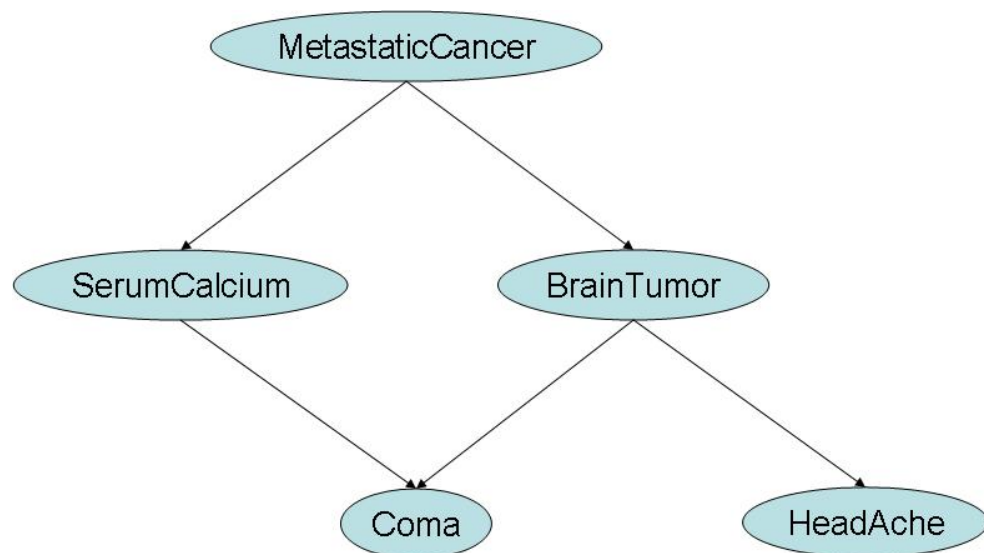 MetastaticCancer
SerumCalcium
BrainTumor
Coma
HeadAche